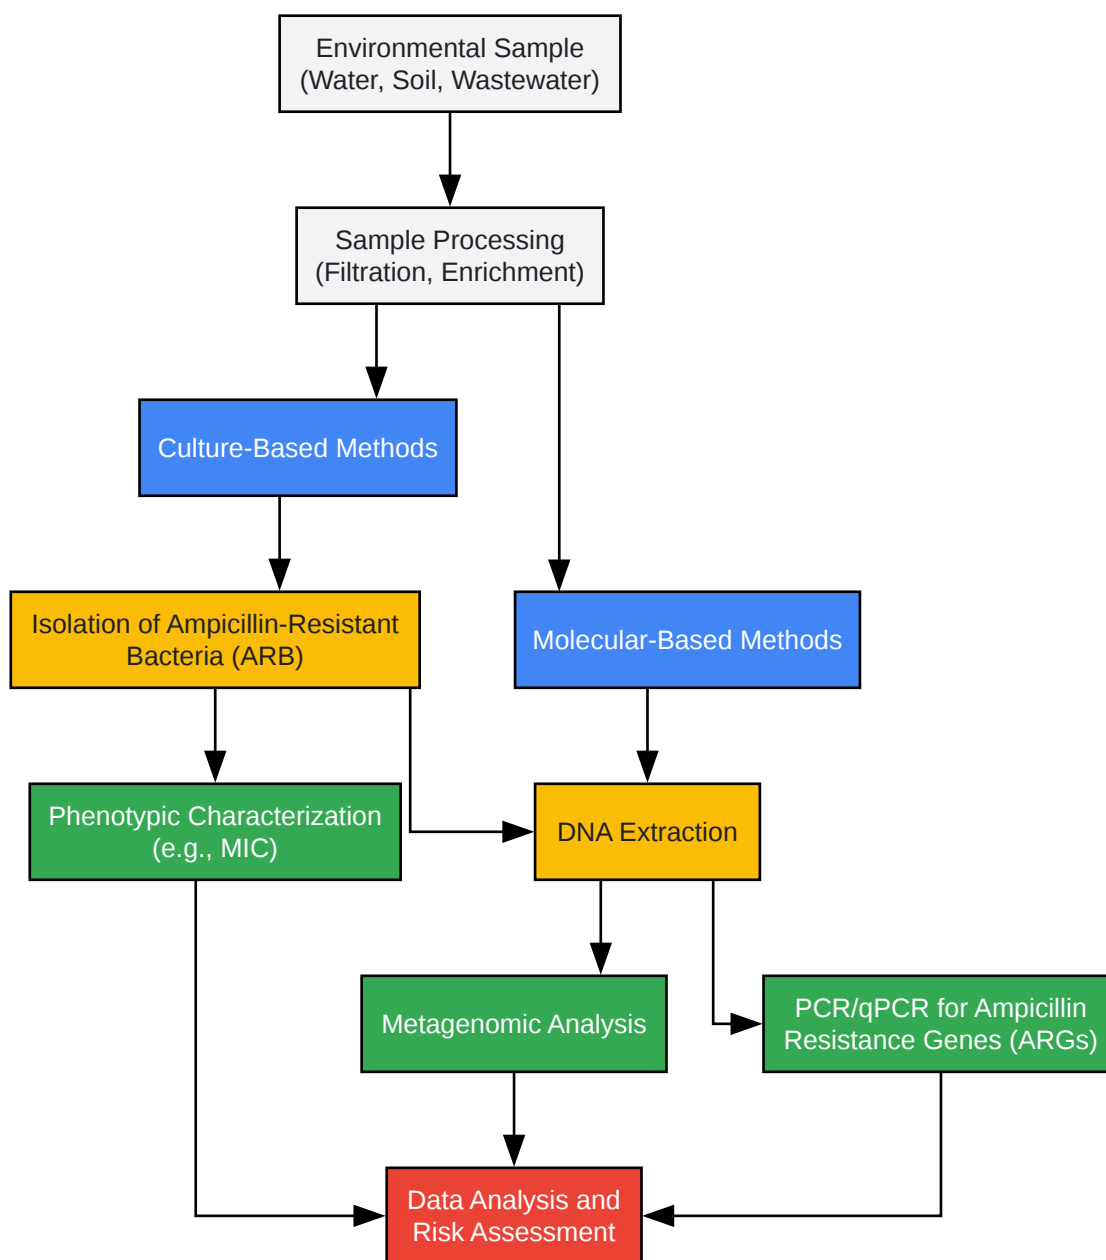 Environmental Sample
(Water, Soil, Wastewater)
Sample Processing
(Filtration, Enrichment)
Culture-Based Methods
Isolation of Ampicillin-Resistant
Bacteria (ARB)
Molecular-Based Methods
Phenotypic Characterization
(e.g., MIC)
DNA Extraction
Metagenomic Analysis
PCR/qPCR for Ampicillin
Resistance Genes (ARGs)
Data Analysis and
Risk Assessment